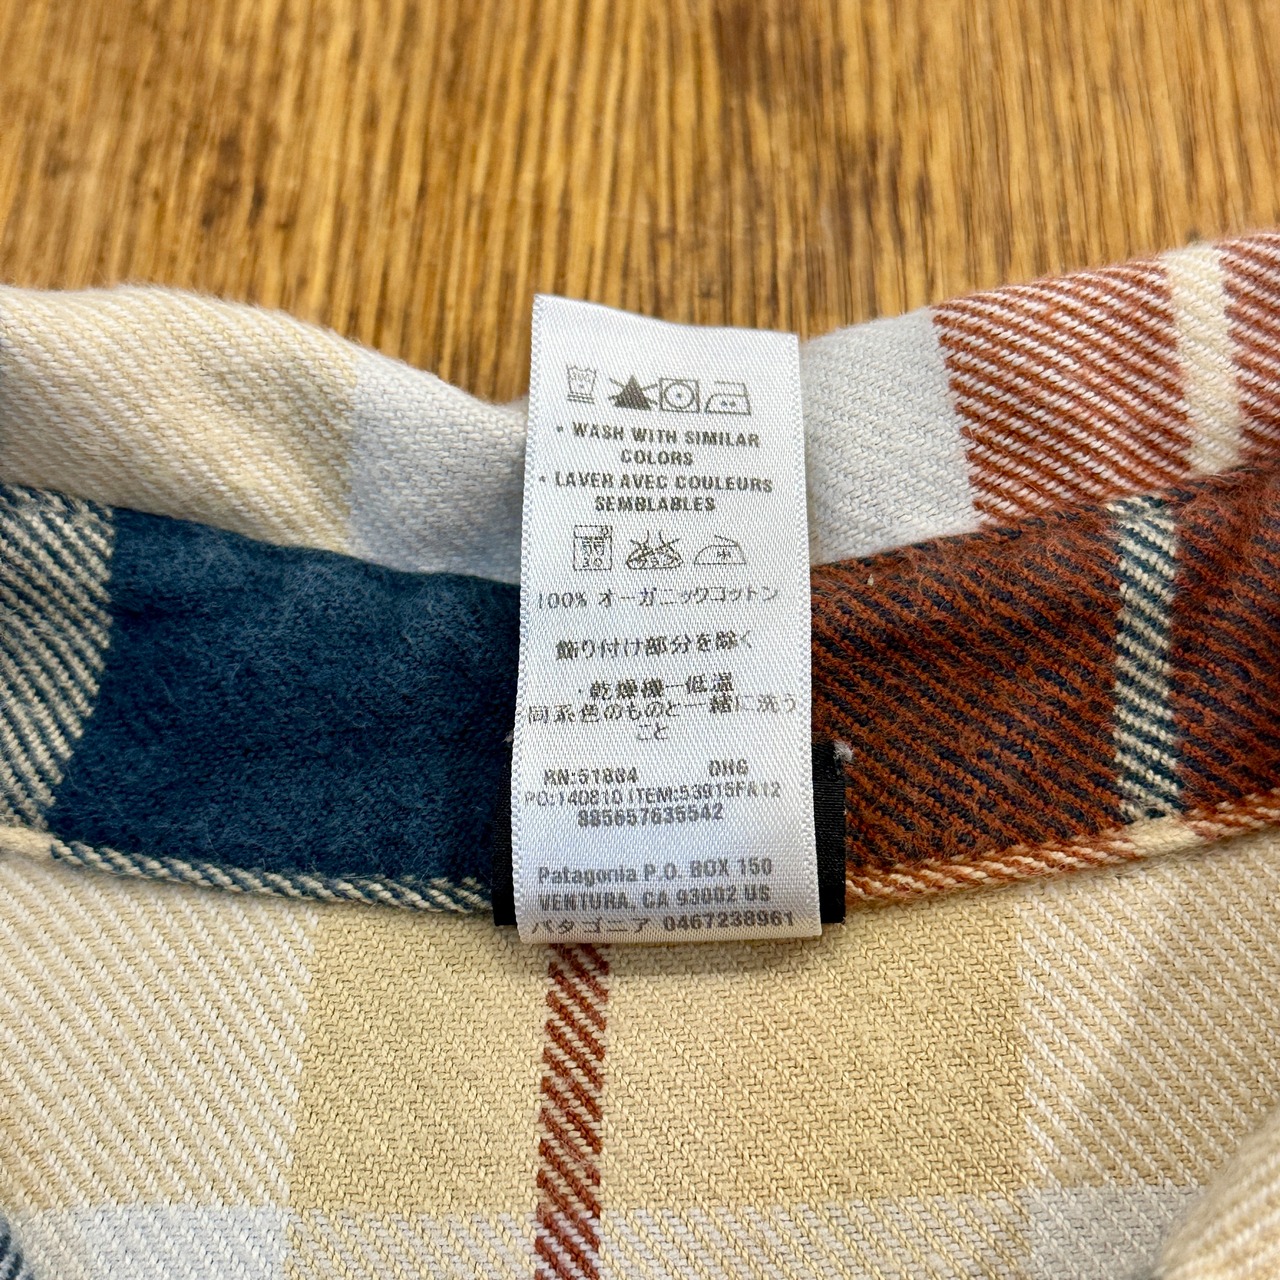 • WASH WITH SIMILAR
COLORS
• LAVER AVEC COULEURS
SEMBLABLES
100% オーガニックコットン
飾り付け部分を除く
・乾燥機一低温
同系色のものと一緒に洗う
こと
RN:51884 DHG
PO:140810 ITEM:53915FA12
885657635542
Patagonia P.O. BOX 150
VENTURA, CA 93002 US
パタゴニア 0467238961